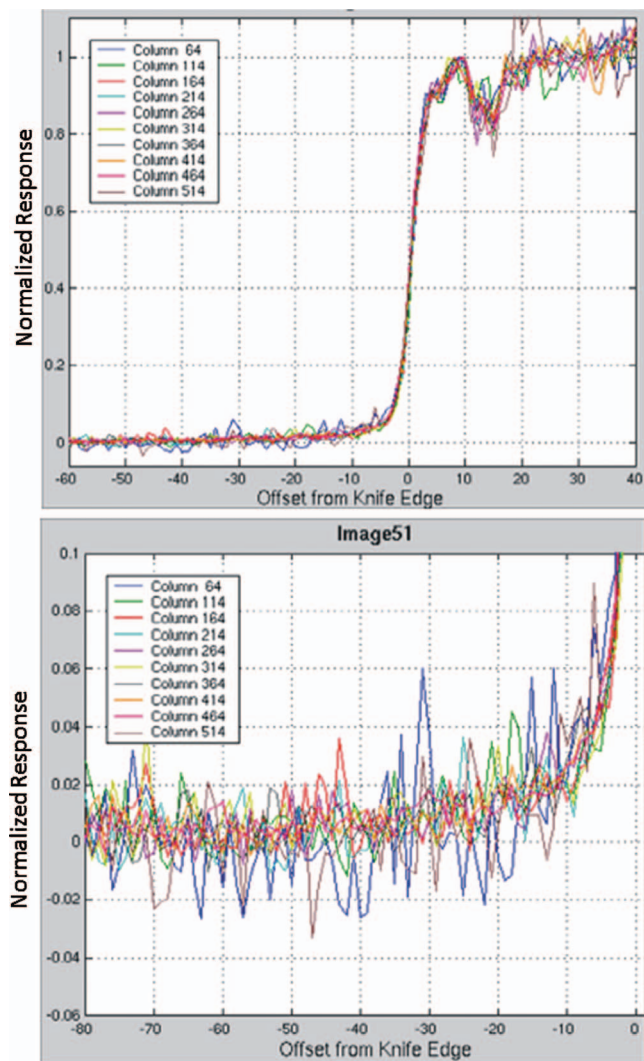 1
0.8
0.6
0.4
0.2
0
Normalized Response
Column 64
Column 114
Column 164
Column 214
Column 264
Column 314
Column 364
Column 414
Column 464
Column 514
-60 -50 -40 -30 -20 -10 0 10 20 30 40
Offset from Knife Edge
Image51
0.1
0.08
0.06
0.04
0.02
0
-0.02
-0.04
-0.06
Normalized Response
Column 64
Column 114
Column 164
Column 214
Column 264
Column 314
Column 364
Column 414
Column 464
Column 514
-80 -70 -60 -50 -40 -30 -20 -10 0
Offset from Knife Edge